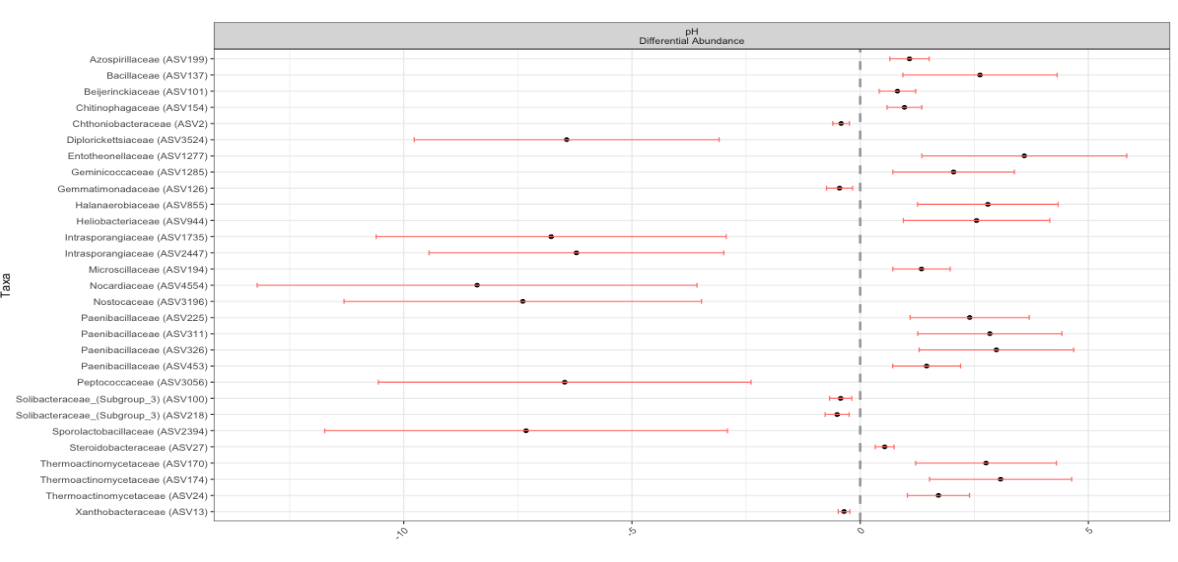 pH
Differential Abundance
Azospirillaceae (ASV199)
Bacillaceae (ASV137)
Beijerinckiaceae (ASV101)
Chitinophagaceae (ASV154)
Chthoniobacteraceae (ASV2)
Diplorickettsiaceae (ASV3524)
Entotheonellaceae (ASV1277)
Geminicoccaceae (ASV1285)
Gemmatimonadaceae (ASV126)
Halanaerobiaceae (ASV855)
Heliobacteriaceae (ASV944)
Intrasporangiaceae (ASV1735)
Intrasporangiaceae (ASV2447)
Microscillaceae (ASV194)
Nocardiaceae (ASV4554)
Nostocaceae (ASV3196)
Paenibacillaceae (ASV225)
Paenibacillaceae (ASV311)
Paenibacillaceae (ASV326)
Paenibacillaceae (ASV453)
Peptococcaceae (ASV3056)
Solibacteraceae_(Subgroup_3) (ASV100)
Solibacteraceae_(Subgroup_3) (ASV218)
Sporolactobacillaceae (ASV2394)
Steroidobacteraceae (ASV27)
Thermoactinomycetaceae (ASV170)
Thermoactinomycetaceae (ASV174)
Thermoactinomycetaceae (ASV24)
Xanthobacteraceae (ASV13)
Taxa
-10 -5 0 5